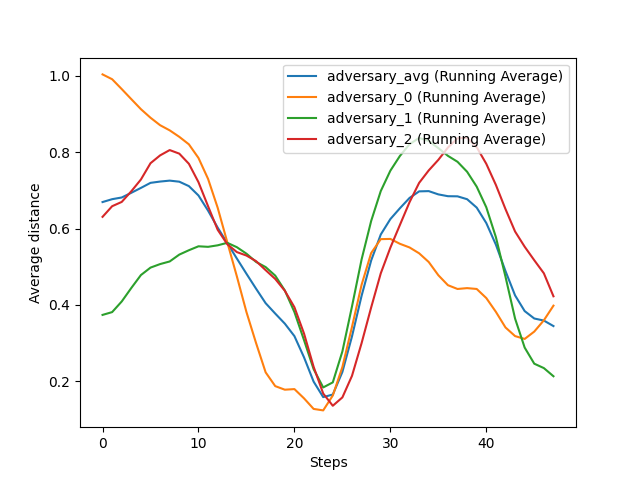 adversary_avg (Running Average)
adversary_0 (Running Average)
adversary_1 (Running Average)
adversary_2 (Running Average)
1.0
0.8
0.6
0.4
0.2
Average distance
0 10 20 30 40
Steps